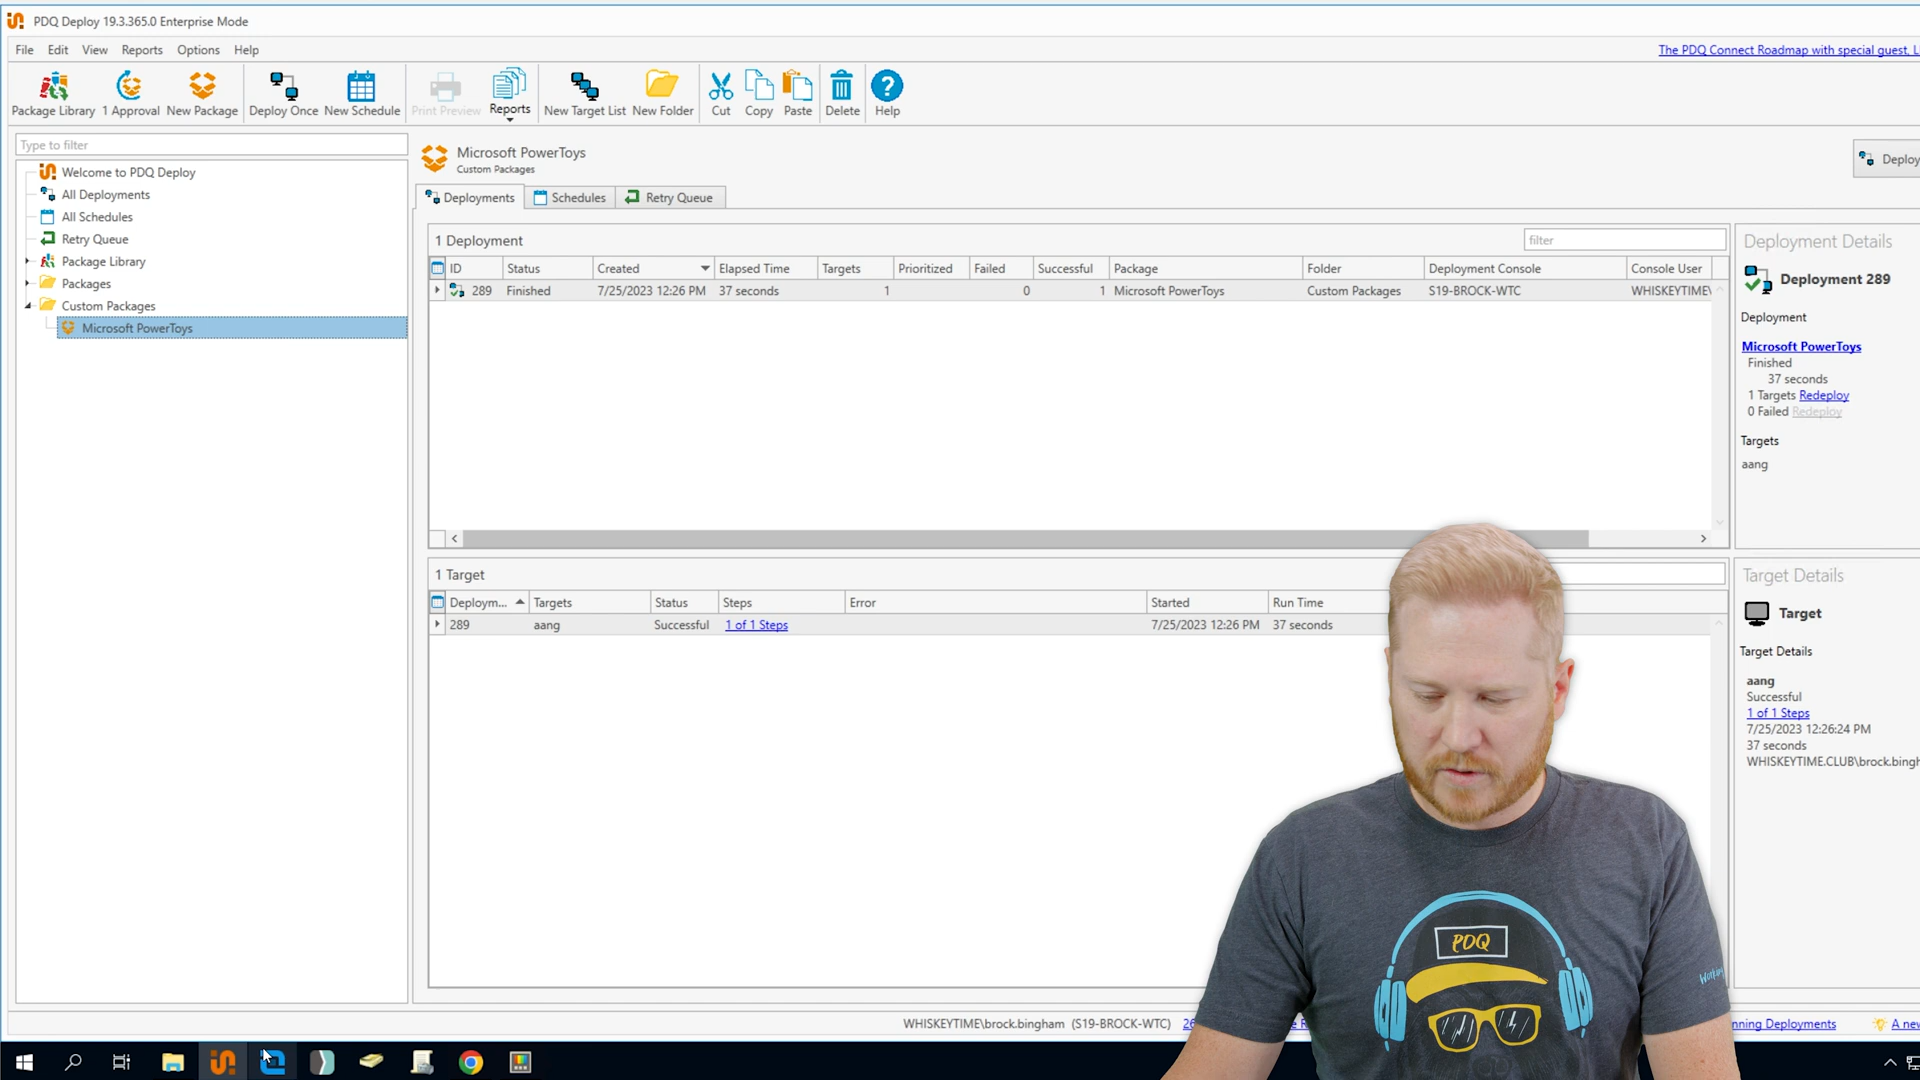 PDQ Deploy 19.3.365.0 Enterprise Mode
File Edit View Reports Options Help
The PDQ Connect Roadmap with special guest,
Package Library 1 Approval New Package Deploy Once New Schedule Print Preview Reports New Target List New Folder Cut Copy Paste Delete Help
Type to filter
Welcome to PDQ Deploy
All Deployments
All Schedules
Retry Queue
Package Library
Packages
Custom Packages
Microsoft PowerToys
Microsoft PowerToys
Custom Packages
Deploy
Deployments Schedules Retry Queue
1 Deployment
filter
ID Status Created Elapsed Time Targets Prioritized Failed Successful Package Folder Deployment Console Console User
289 Finished 7/25/2023 12:26 PM 37 seconds 1 0 1 Microsoft PowerToys Custom Packages S19-BROCK-WTC WHISKEYTIME\
1 Target
Deploym... Targets Status Steps Error Started Run Time
289 aang Successful 1 of 1 Steps 7/25/2023 12:26 PM 37 seconds
Deployment Details
Deployment 289
Deployment
Microsoft PowerToys
Finished
37 seconds
1 Targets Redeploy
0 Failed Redeploy
Targets
aang
Target Details
Target
Target Details
aang
Successful
1 of 1 Steps
7/25/2023 12:26:24 PM
37 seconds
WHISKEYTIME.CLUB\brock.bingh
PDQ
WHISKEYTIME\brock.bingham (S19-BROCK-WTC)
nning Deployments
A new